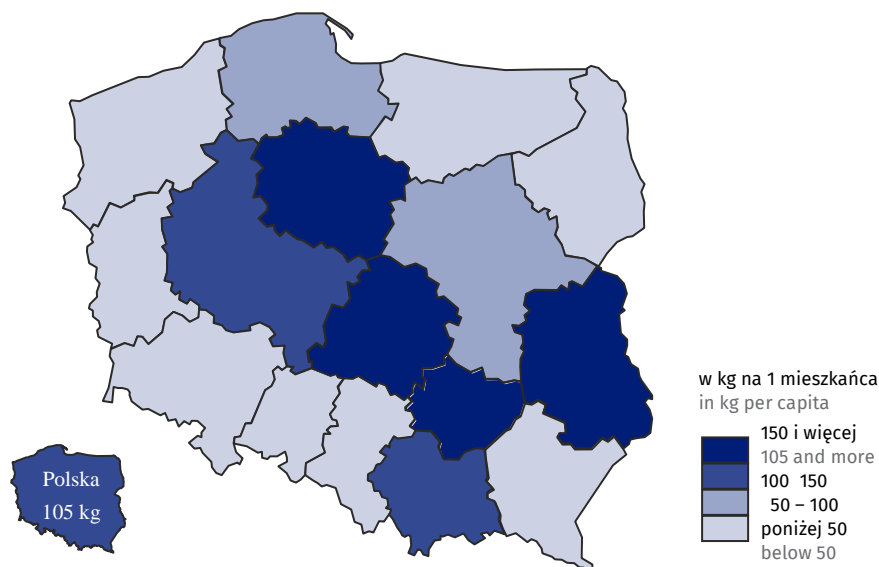 w kg na 1 mieszkańca
in kg per capita
150 i więcej
105 and more
100 150
50 – 100
poniżej 50
below 50
Polska
105 kg